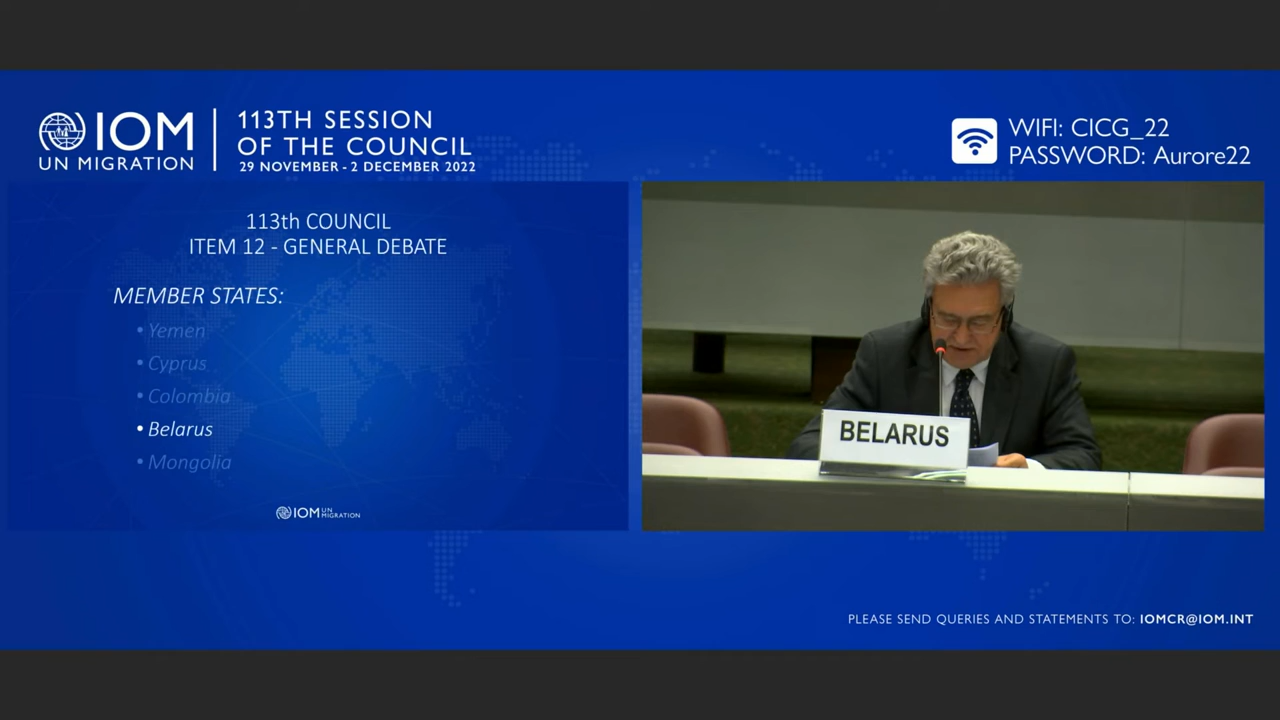 IOM
UN MIGRATION
113TH SESSION
OF THE COUNCIL
29 NOVEMBER - 2 DECEMBER 2022
WIFI: CICG_22
PASSWORD: Aurore22
113th COUNCIL
ITEM 12 - GENERAL DEBATE
MEMBER STATES:
• Yemen
• Cyprus
• Colombia
• Belarus
• Mongolia
IOM UN MIGRATION
BELARUS
PLEASE SEND QUERIES AND STATEMENTS TO: IOMCR@IOM.INT